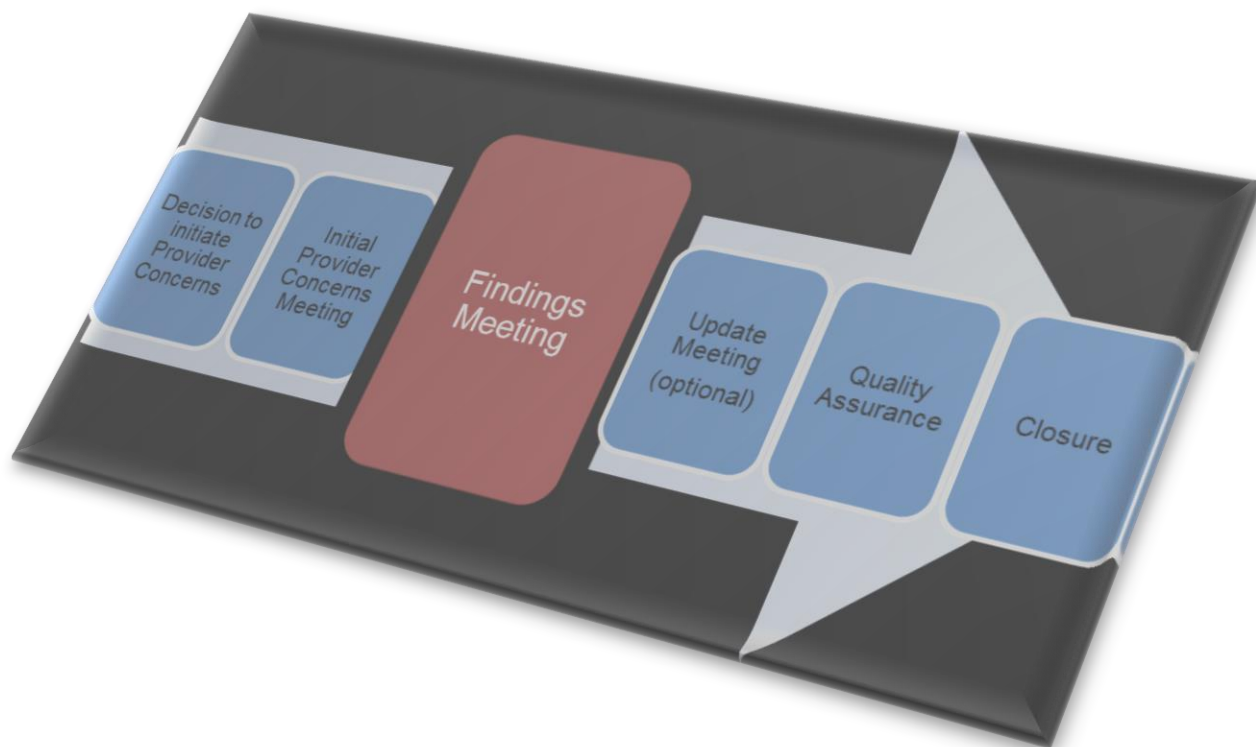 Decision to
initiate
Provider
Concerns
Initial
Provider
Concerns
Meeting
Findings
Meeting
Update
Meeting
(optional)
Quality
Assurance
Closure